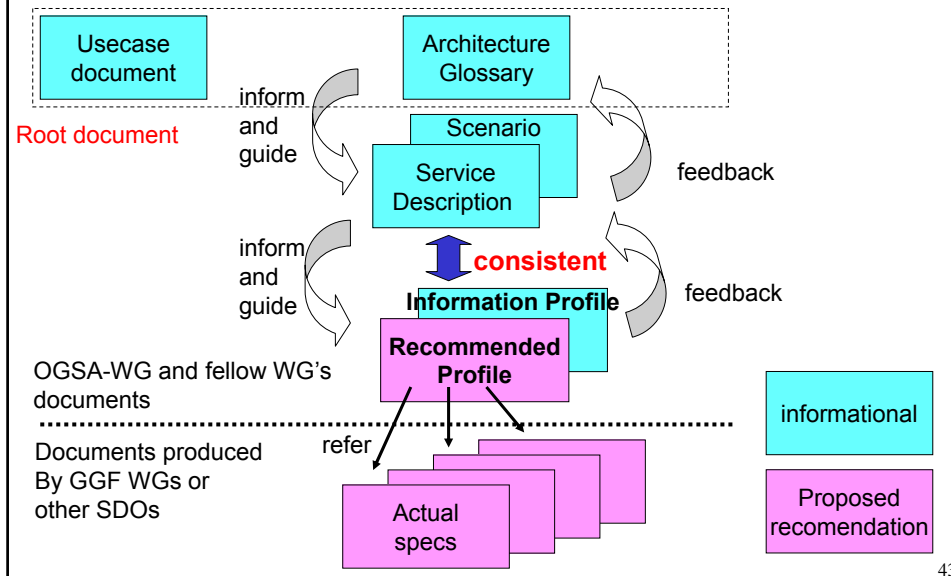 Usecase
document
Architecture
Glossary
Root document
inform
and
guide
Scenario
Service
Description
feedback
inform
and
guide
consistent
Information Profile
feedback
Recommended
Profile
OGSA-WG and fellow WG's
documents
informational
refer
Documents produced
By GGF WGs or
other SDOs
Actual
specs
Proposed
recomendation
43